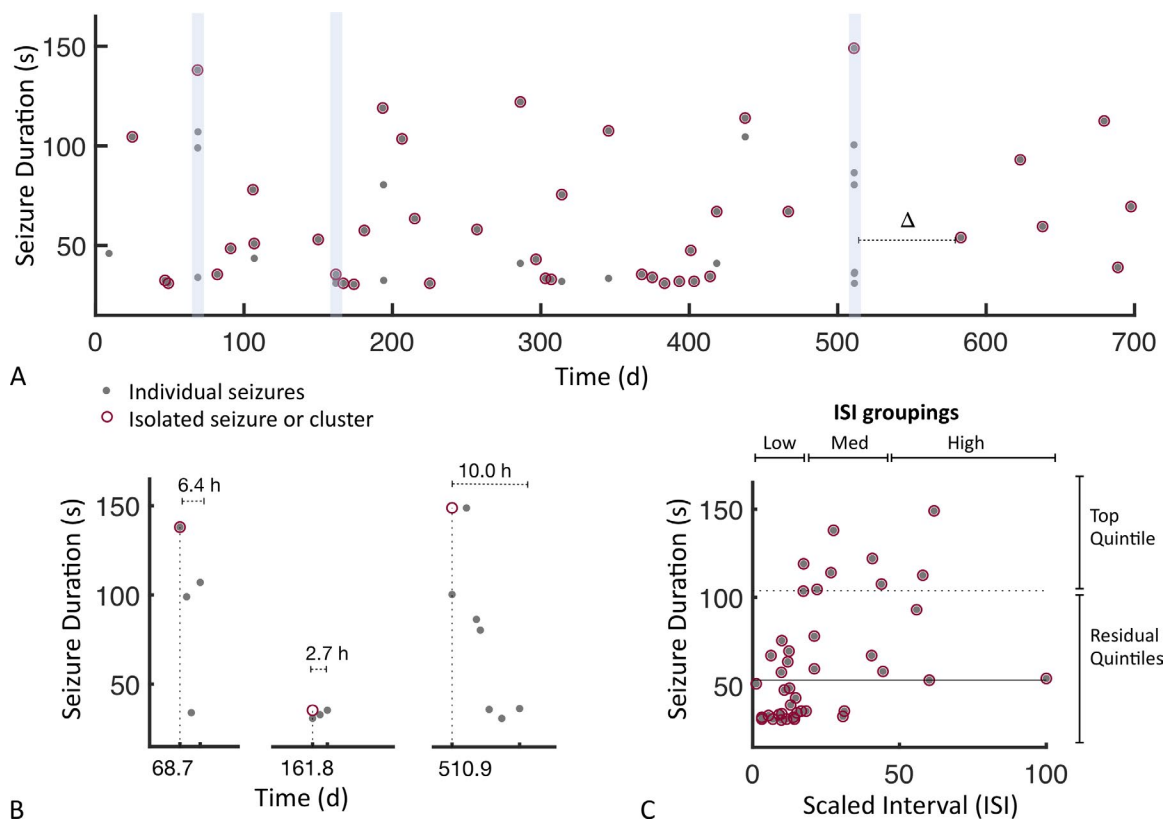 Seizure Duration (s)
150
100
50
Δ
0 100 200 300 400 500 600 700
Time (d)
A
Individual seizures
Isolated seizure or cluster
Seizure Duration (s)
150
100
50
6.4 h
2.7 h
10.0 h
68.7 161.8 510.9
Time (d)
B
ISI groupings
Low Med High
Seizure Duration (s)
150
100
50
Top
Quintile
Residual
Quintiles
0 50 100
Scaled Interval (ISI)
C